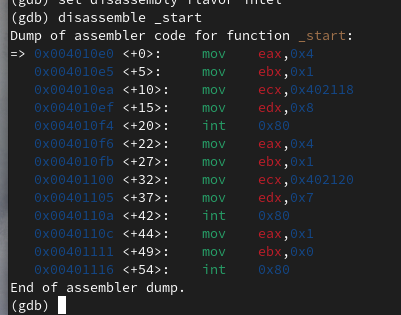 (gdb) set disassembly flavor intel
(gdb) disassemble _start
Dump of assembler code for function _start:
=> 0x004010e0 <+0>: mov eax,0x4
0x004010e5 <+5>: mov ebx,0x1
0x004010ea <+10>: mov ecx,0x402118
0x004010ef <+15>: mov edx,0x8
0x004010f4 <+20>: int 0x80
0x004010f6 <+22>: mov eax,0x4
0x004010fb <+27>: mov ebx,0x1
0x00401100 <+32>: mov ecx,0x402120
0x00401105 <+37>: mov edx,0x7
0x0040110a <+42>: int 0x80
0x0040110c <+44>: mov eax,0x1
0x00401111 <+49>: mov ebx,0x0
0x00401116 <+54>: int 0x80
End of assembler dump.
(gdb)